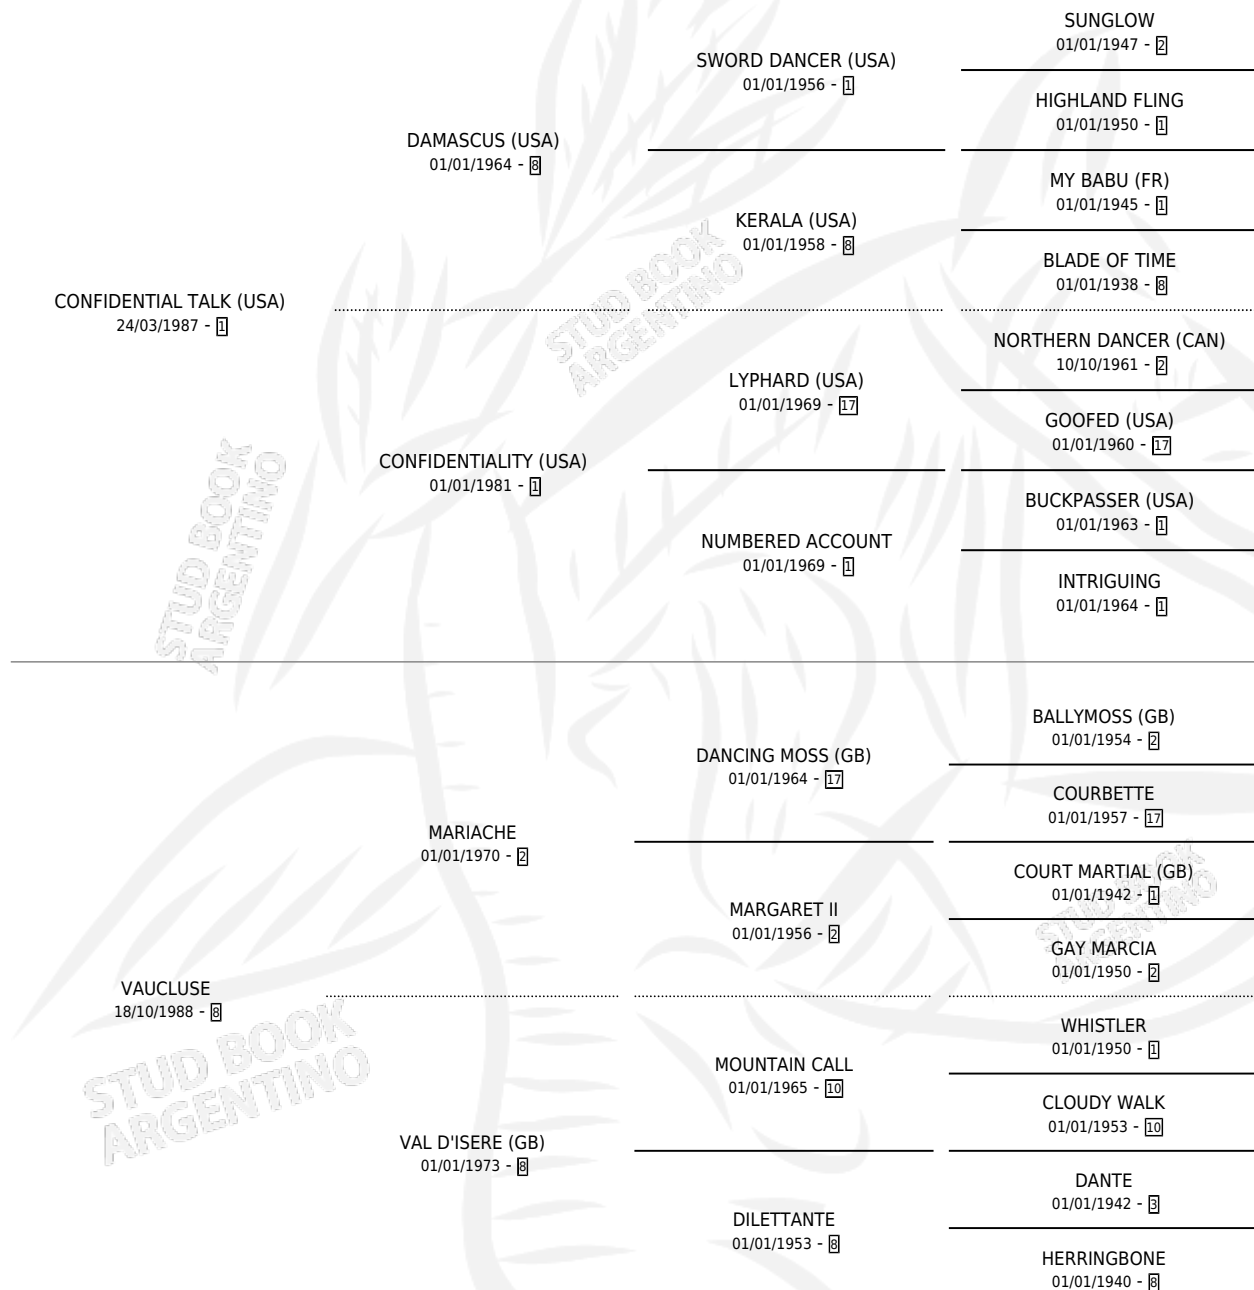 SUNGLOW
01/01/1947 - 2
SWORD DANCER (USA)
01/01/1956 - 1
HIGHLAND FLING
01/01/1950 - 1
DAMASCUS (USA)
01/01/1964 - 8
MY BABU (FR)
01/01/1945 - 1
KERALA (USA)
01/01/1958 - 8
BLADE OF TIME
01/01/1938 - 8
CONFIDENTIAL TALK (USA)
24/03/1987 - 1
NORTHERN DANCER (CAN)
10/10/1961 - 2
LYPHARD (USA)
01/01/1969 - 17
GOOFED (USA)
01/01/1960 - 17
CONFIDENTIALITY (USA)
01/01/1981 - 1
BUCKPASSER (USA)
01/01/1963 - 1
NUMBERED ACCOUNT
01/01/1969 - 1
INTRIGUING
01/01/1964 - 1
BALLYMOSS (GB)
01/01/1954 - 2
DANCING MOSS (GB)
01/01/1964 - 17
COURBETTE
01/01/1957 - 17
MARIACHE
01/01/1970 - 2
COURT MARTIAL (GB)
01/01/1942 - 1
MARGARET II
01/01/1956 - 2
GAY MARCIA
01/01/1950 - 2
VAUCLUSE
18/10/1988 - 8
WHISTLER
01/01/1950 - 1
MOUNTAIN CALL
01/01/1965 - 10
CLOUDY WALK
01/01/1953 - 10
VAL D'ISERE (GB)
01/01/1973 - 8
DANTE
01/01/1942 - 3
DILETTANTE
01/01/1953 - 8
HERRINGBONE
01/01/1940 - 8
STUD BOOK
ARGENTINO
STUD BOOK
ARGENTINO
STUD BOOK
ARGENTINO
STUD BOOK
ARGENTINO